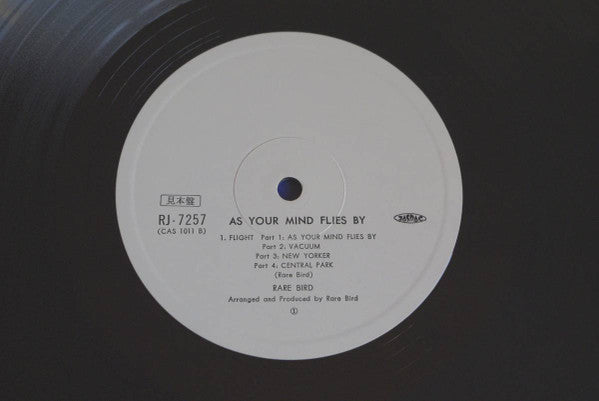 見本盤
RJ-7257
(CAS 1011 B)
AS YOUR MIND FLIES BY
1. FLIGHT Part 1: AS YOUR MIND FLIES BY
Part 2: VACUUM
Part 3: NEW YORKER
Part 4: CENTRAL PARK
(Rare Bird)
RARE BIRD
Arranged and Produced by Rare Bird
①